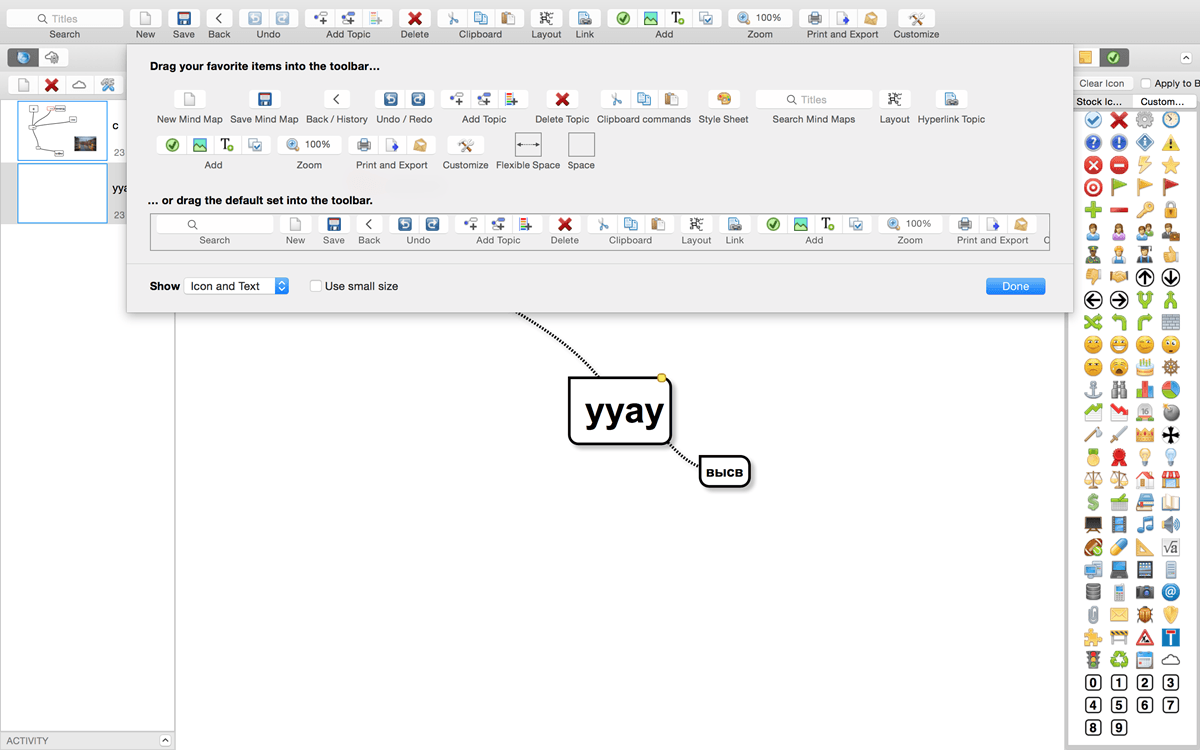 Titles 100%
Search New Save Back Undo Add Topic Delete Clipboard Layout Link Add Zoom Print and Export Customize
Drag your favorite items into the toolbar...
Titles
New Mind Map Save Mind Map Back / History Undo / Redo Add Topic Delete Topic Clipboard commands Style Sheet Search Mind Maps Layout Hyperlink Topic
100%
Add Zoom Print and Export Customize Flexible Space Space
... or drag the default set into the toolbar.
100%
Search New Save Back Undo Add Topic Delete Clipboard Layout Link Add Zoom Print and Export C
Show Icon and Text Use small size Done
c
23
yya
23
yyay
высв
Clear Icon Apply to B
Stock Ic... Custom...
16
√a
@
0 1 2 3
4 5 6 7
8 9
ACTIVITY